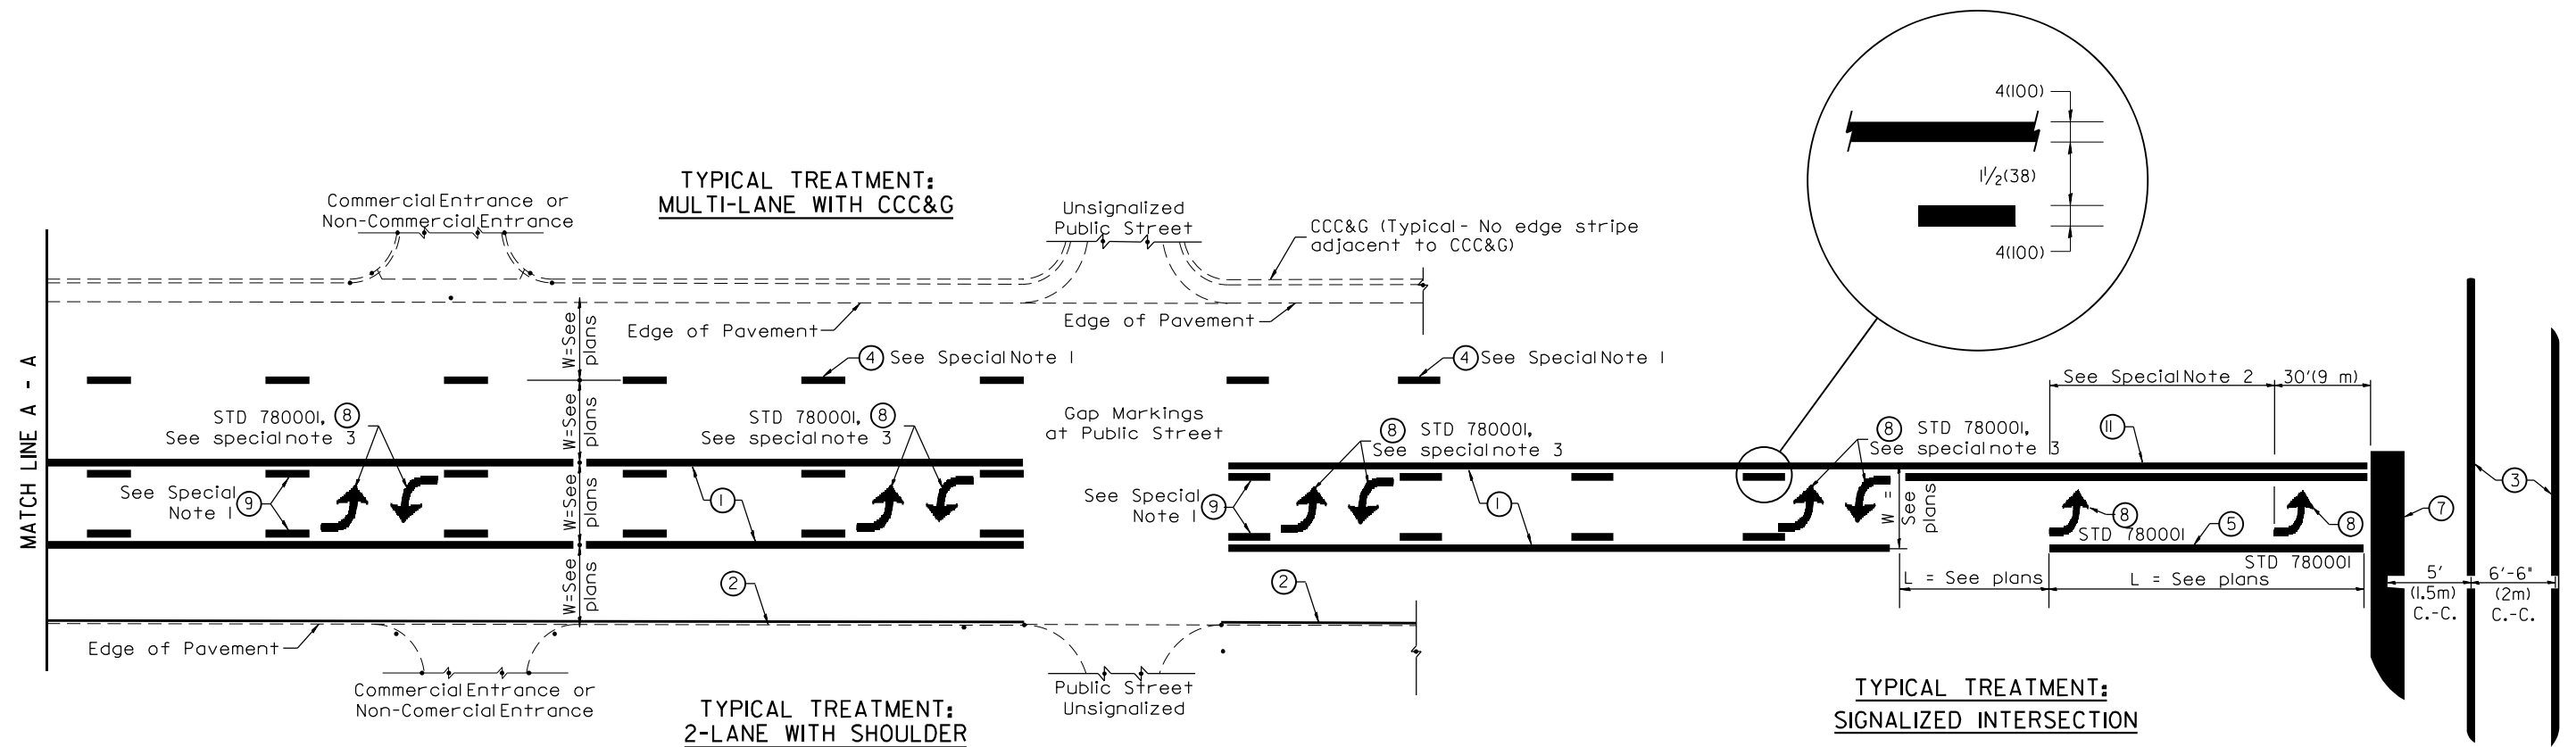 4(100)
1 1/2(38)
4(100)
TYPICAL TREATMENT:
MULTI-LANE WITH CCC&G
Commercial Entrance or
Non-Commercial Entrance
Unsignalized
Public Street
CCC&G (Typical - No edge stripe
adjacent to CCC&G)
Edge of Pavement
Edge of Pavement
MATCH LINE A - A
W=See
plans
4 See Special Note 1
4 See Special Note 1
See Special Note 2
30'(9 m)
STD 780001, 8
See special note 3
W=See
plans
STD 780001, 8
See special note 3
Gap Markings
at Public Street
8 STD 780001,
See special note 3
8 STD 780001,
See special note 3
11
See Special
Note 1
9
1
W=See
plans
See Special
Note 1
9
1
W =
See
plans
8
STD 780001
5
8
STD 780001
7
3
W=See
plans
2
2
L = See plans
L = See plans
5'
(1.5m)
C.-C.
6'-6"
(2m)
C.-C.
Edge of Pavement
Commercial Entrance or
Non-Comercial Entrance
Public Street
Unsignalized
TYPICAL TREATMENT:
2-LANE WITH SHOULDER
TYPICAL TREATMENT:
SIGNALIZED INTERSECTION